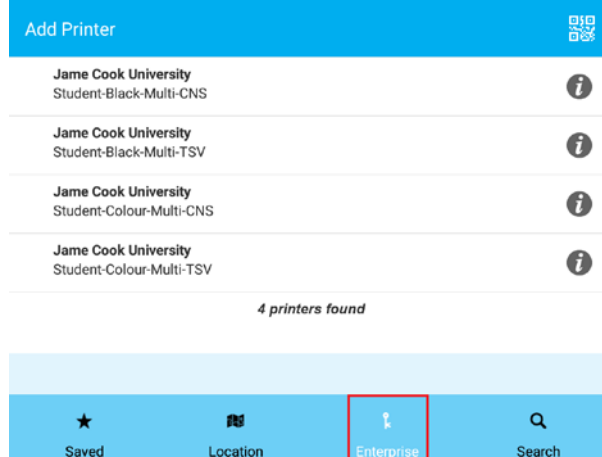 Add Printer
Jame Cook University
Student-Black-Multi-CNS
Jame Cook University
Student-Black-Multi-TSV
Jame Cook University
Student-Colour-Multi-CNS
Jame Cook University
Student-Colour-Multi-TSV
4 printers found
Saved Location Enterprise Search